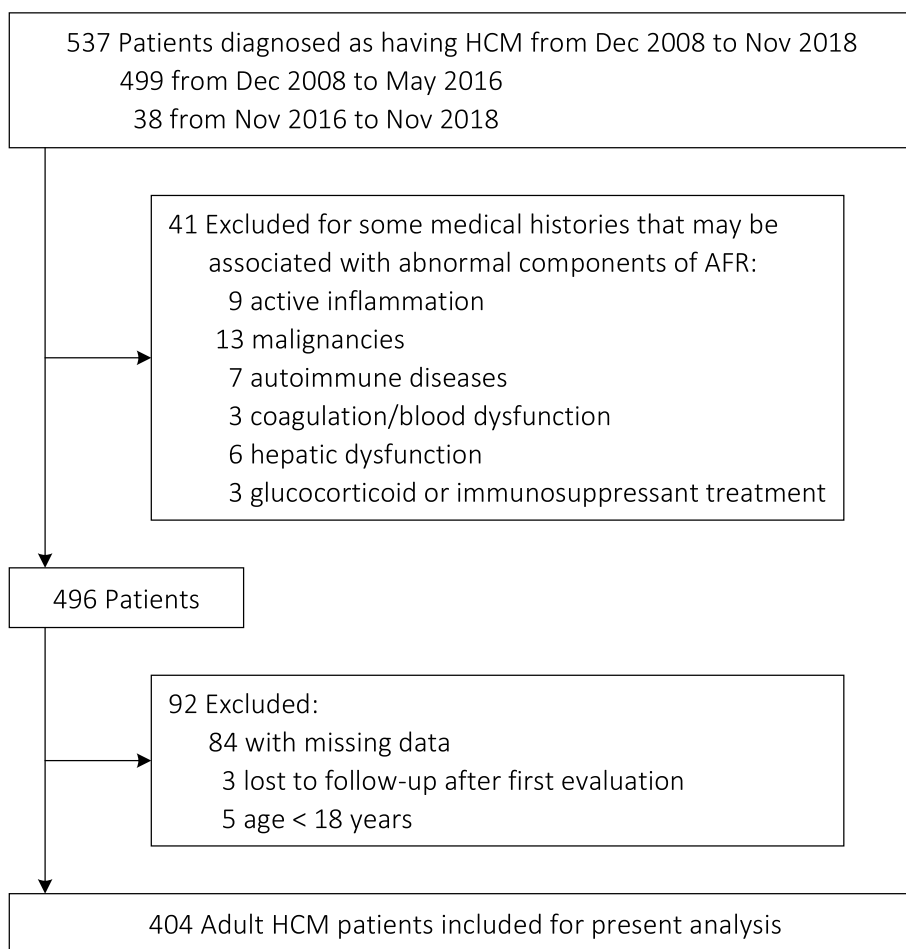 537 Patients diagnosed as having HCM from Dec 2008 to Nov 2018
499 from Dec 2008 to May 2016
38 from Nov 2016 to Nov 2018
41 Excluded for some medical histories that may be
associated with abnormal components of AFR:
9 active inflammation
13 malignancies
7 autoimmune diseases
3 coagulation/blood dysfunction
6 hepatic dysfunction
3 glucocorticoid or immunosuppressant treatment
496 Patients
92 Excluded:
84 with missing data
3 lost to follow-up after first evaluation
5 age < 18 years
404 Adult HCM patients included for present analysis